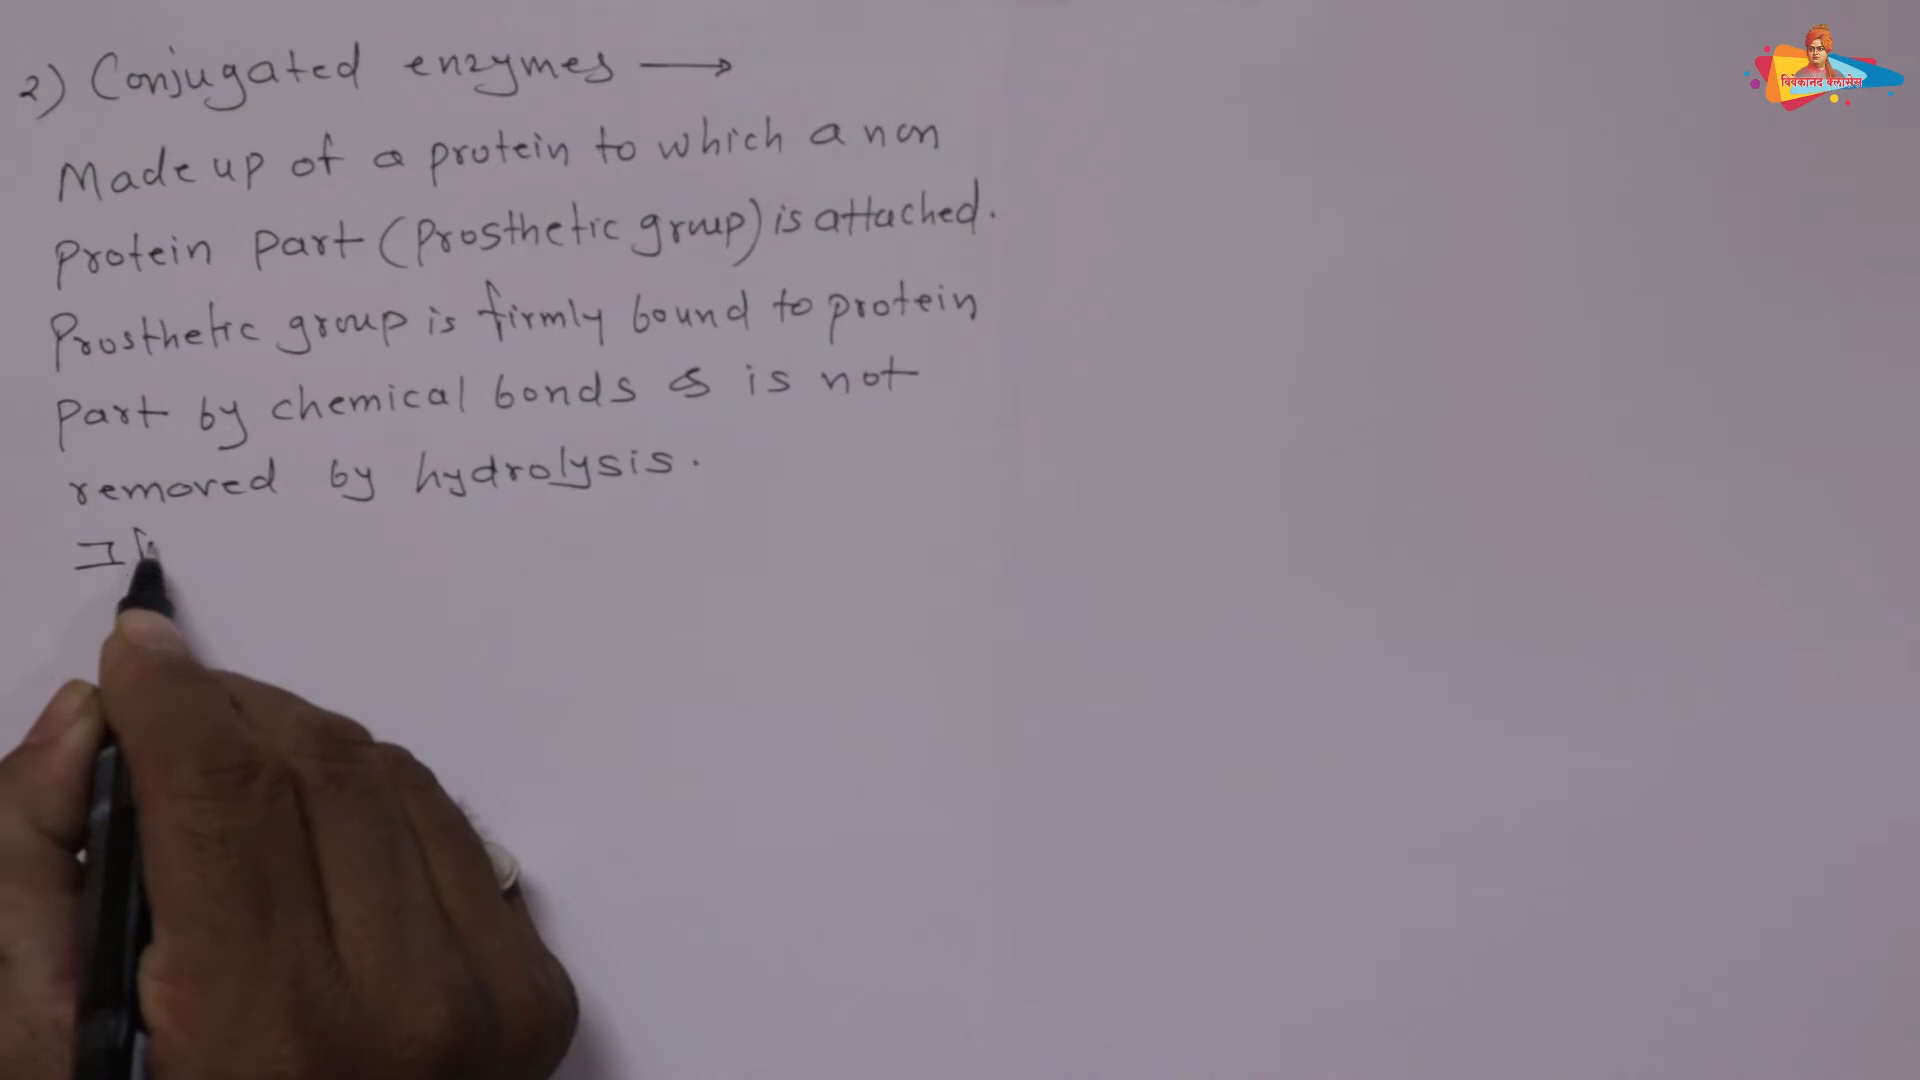 2) Conjugated enzymes →
Made up of a protein to which a non
protein part (Prosthetic group) is attached.
Prosthetic group is firmly bound to protein
part by chemical bonds & is not
removed by hydrolysis.
विवेकानंद क्लासेस